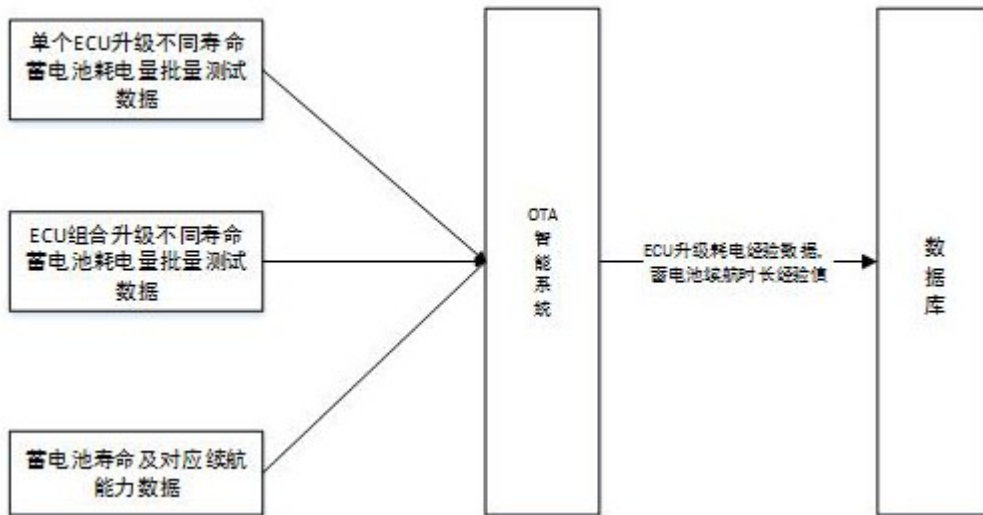 单个ECU升级不同寿命
蓄电池耗电量批量测试
数据
ECU组合升级不同寿命
蓄电池耗电量批量测试
数据
蓄电池寿命及对应续航
能力数据
OTA
智
能
系
统
ECU升级耗电经验数据,
蓄电池续航时长经验值
数
据
库